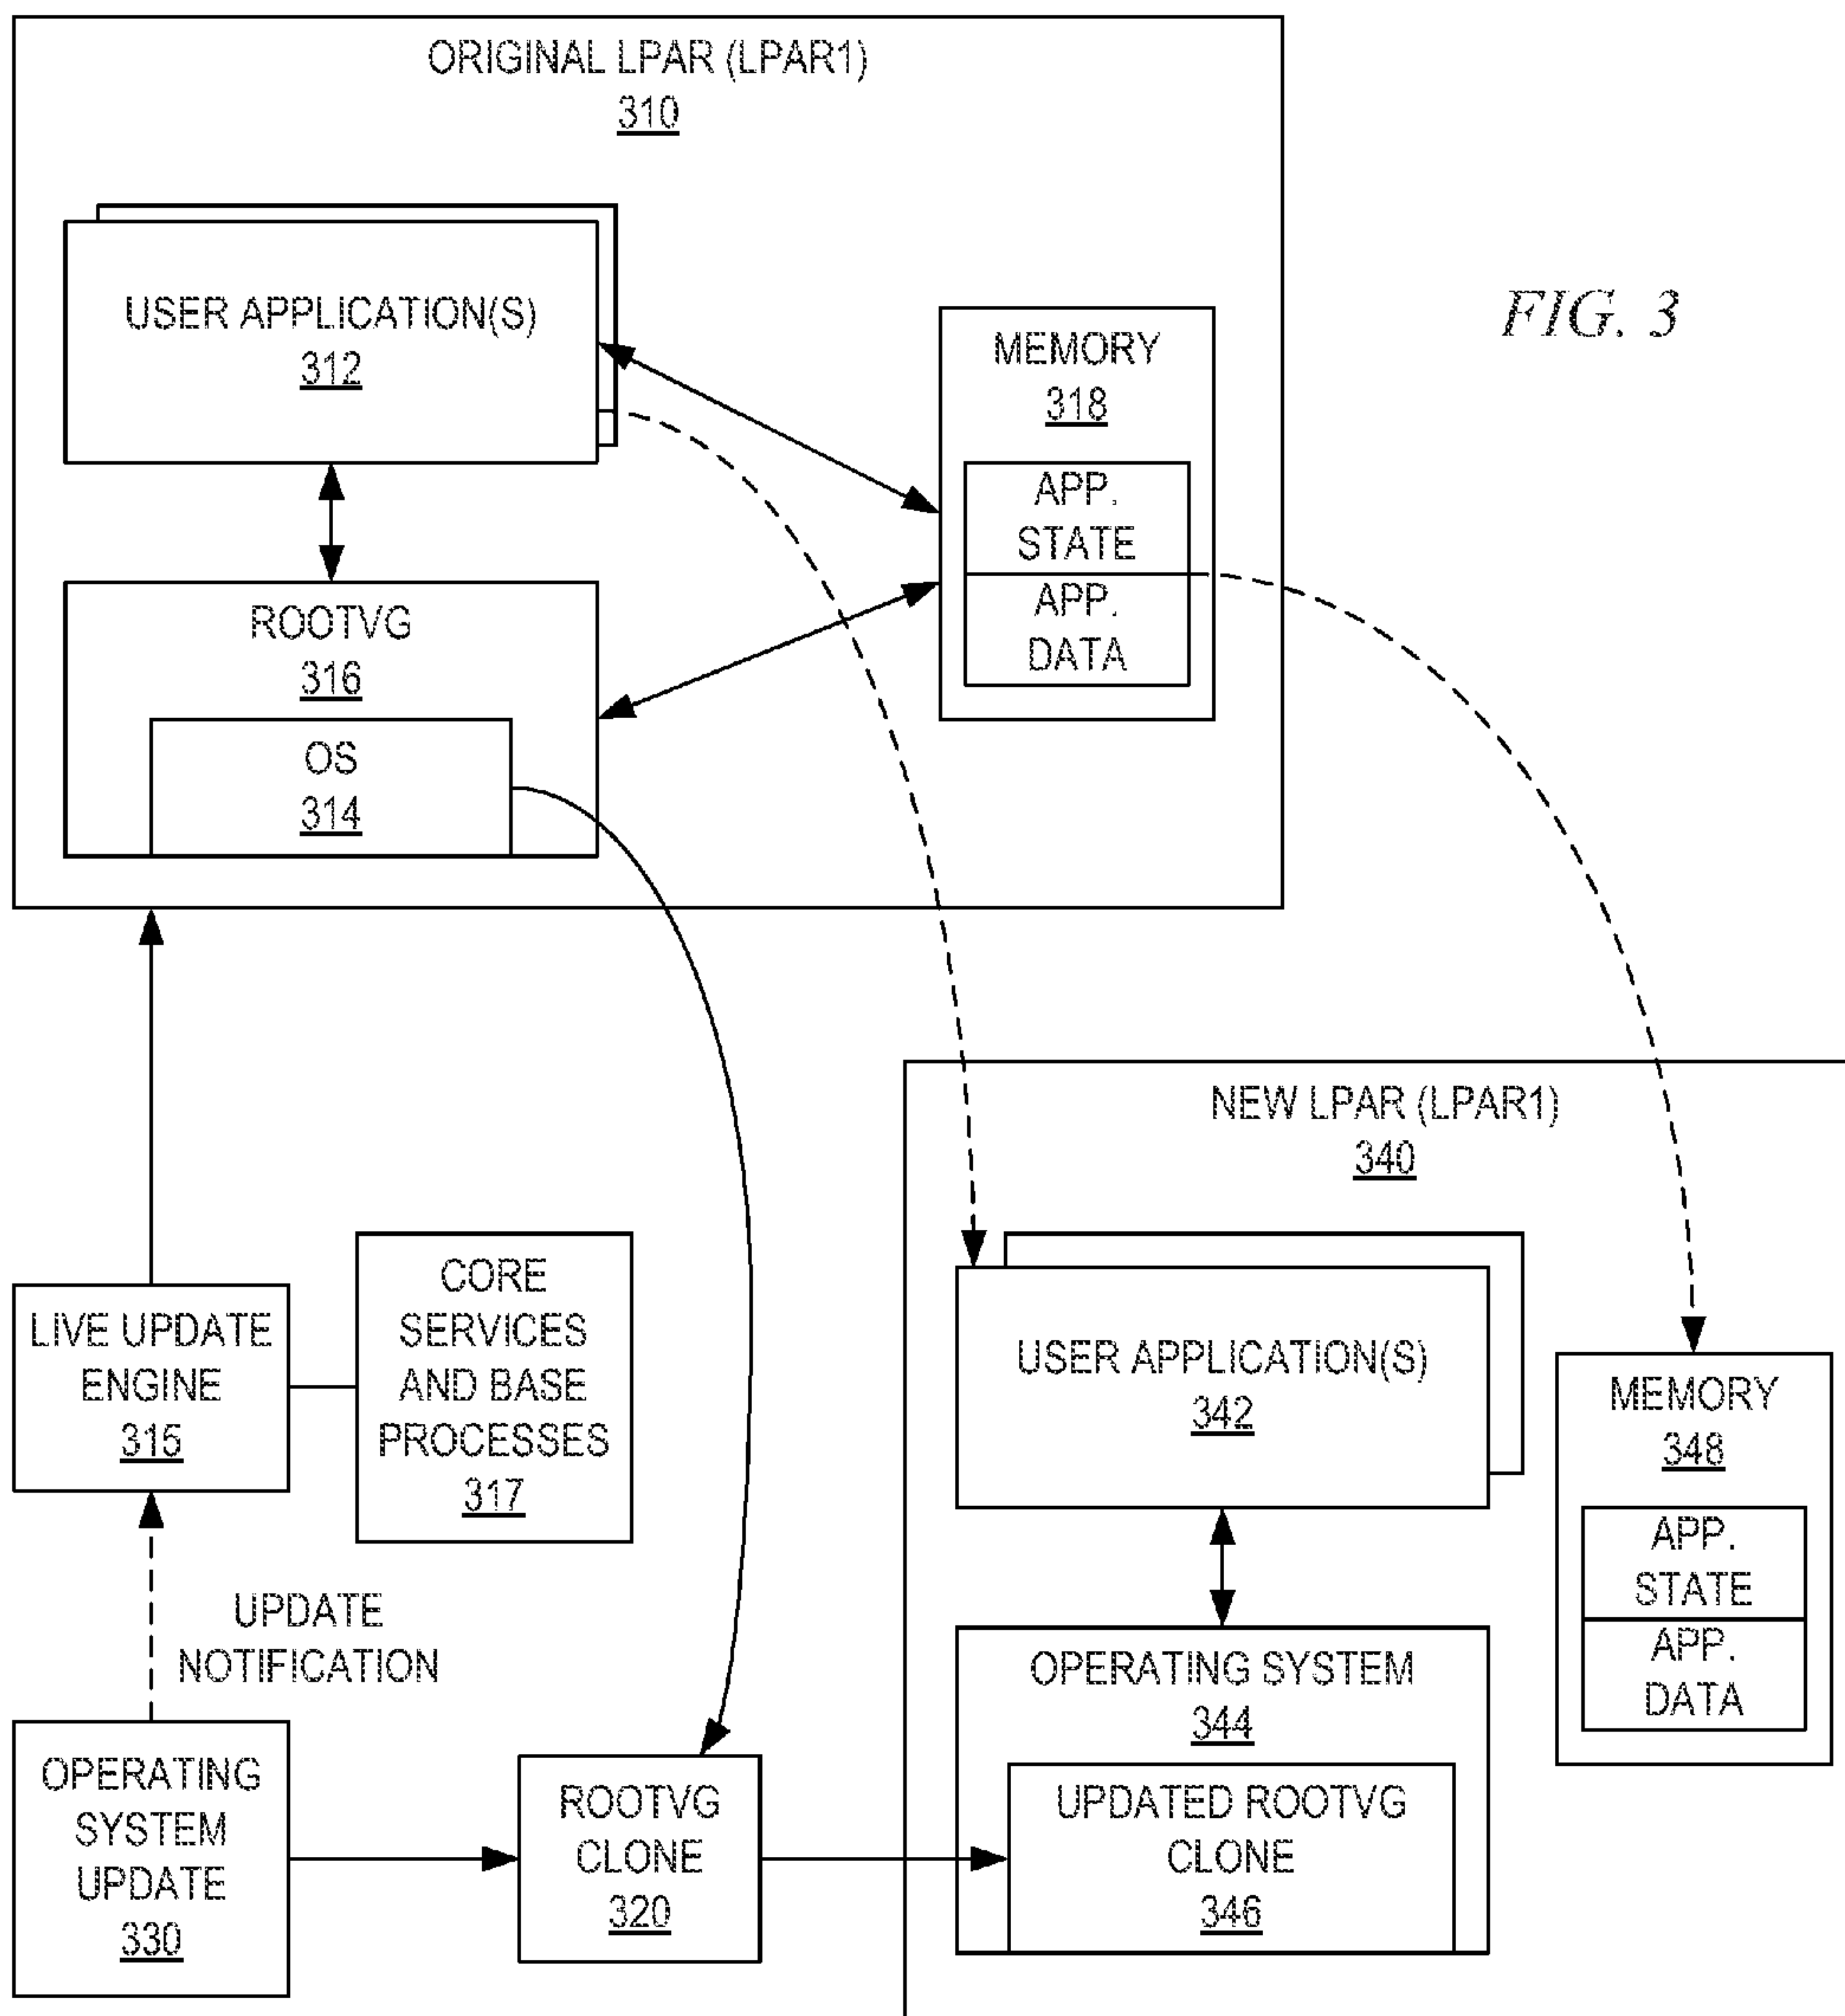 ORIGINAL LPAR (LPAR1)
310
FIG. 3
USER APPLICATION(S)
312
MEMORY
318
APP.
STATE
APP.
DATA
ROOTVG
316
OS
314
NEW LPAR (LPAR1)
340
LIVE UPDATE
ENGINE
315
CORE
SERVICES
AND BASE
PROCESSES
317
USER APPLICATION(S)
342
MEMORY
348
APP.
STATE
APP.
DATA
UPDATE
NOTIFICATION
OPERATING
SYSTEM
UPDATE
330
ROOTVG
CLONE
320
OPERATING SYSTEM
344
UPDATED ROOTVG
CLONE
346